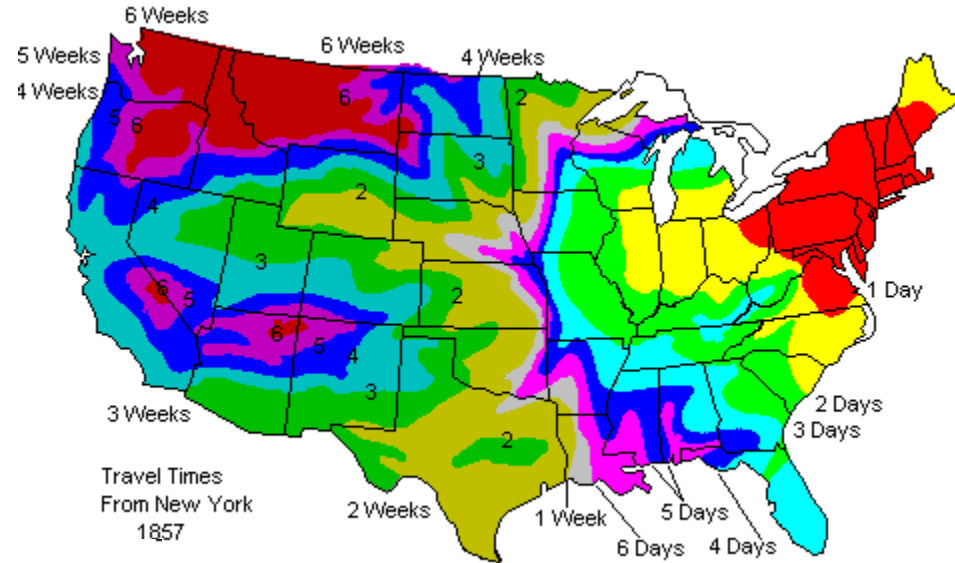 6 Weeks
5 Weeks
6 Weeks
4 Weeks
4 Weeks
6
2
5
6
3
2
4
3
1 Day
6
5
2
6
5
4
3
3 Weeks
2 Days
3 Days
2
Travel Times
From New York
1857
2 Weeks
1 Week
5 Days
6 Days
4 Days